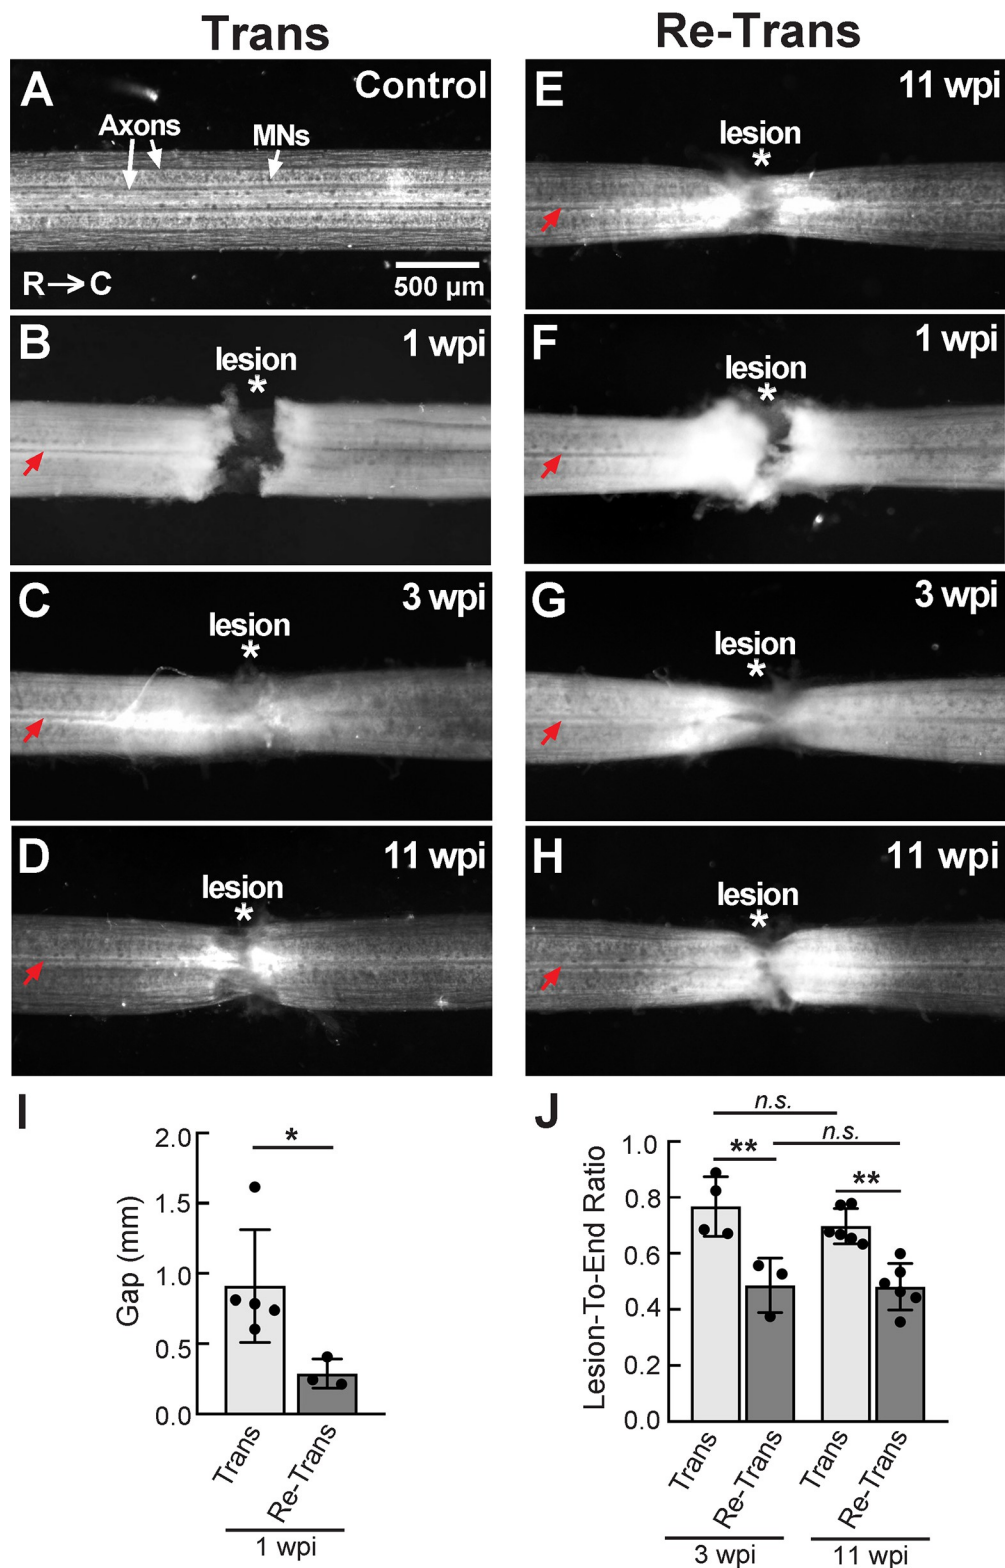 Trans
Re-Trans
A
Control
Axons
MNs
R→C
500 µm
B
1 wpi
lesion
*
C
3 wpi
lesion
*
D
11 wpi
lesion
*
E
11 wpi
lesion
*
F
1 wpi
lesion
*
G
3 wpi
lesion
*
H
11 wpi
lesion
*
I
Gap (mm)
2.0
1.5
1.0
0.5
0.0
*
Trans
Re-Trans
1 wpi
J
Lesion-To-End Ratio
1.0
0.8
0.6
0.4
0.2
0.0
n.s.
n.s.
**
**
Trans
Re-Trans
Trans
Re-Trans
3 wpi
11 wpi